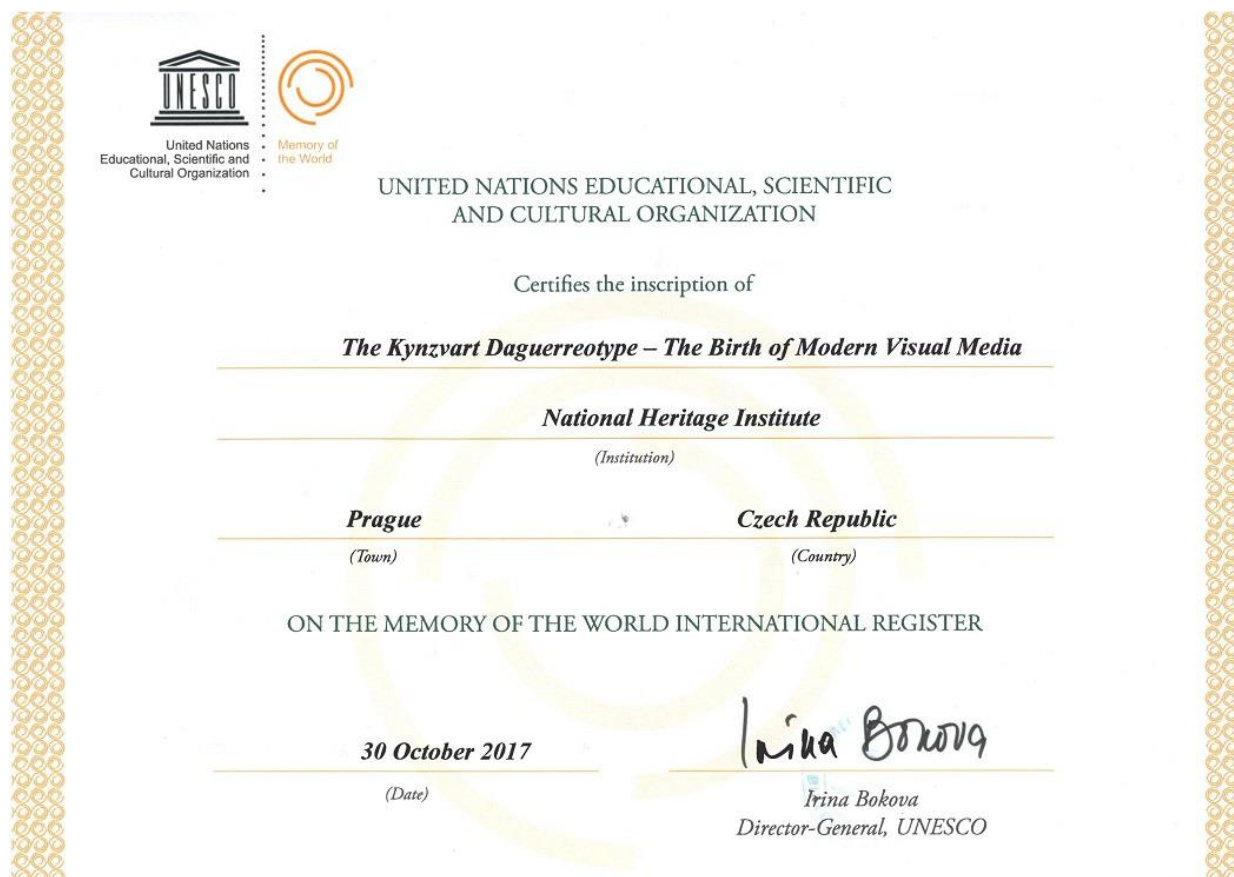 UNESCO
United Nations
Educational, Scientific and
Cultural Organization
Memory of
the World
UNITED NATIONS EDUCATIONAL, SCIENTIFIC
AND CULTURAL ORGANIZATION
Certifies the inscription of
The Kynzvart Daguerreotype – The Birth of Modern Visual Media
National Heritage Institute
(Institution)
Prague
Czech Republic
(Town)
(Country)
ON THE MEMORY OF THE WORLD INTERNATIONAL REGISTER
Irina Bokova
30 October 2017
(Date)
Irina Bokova
Director-General, UNESCO